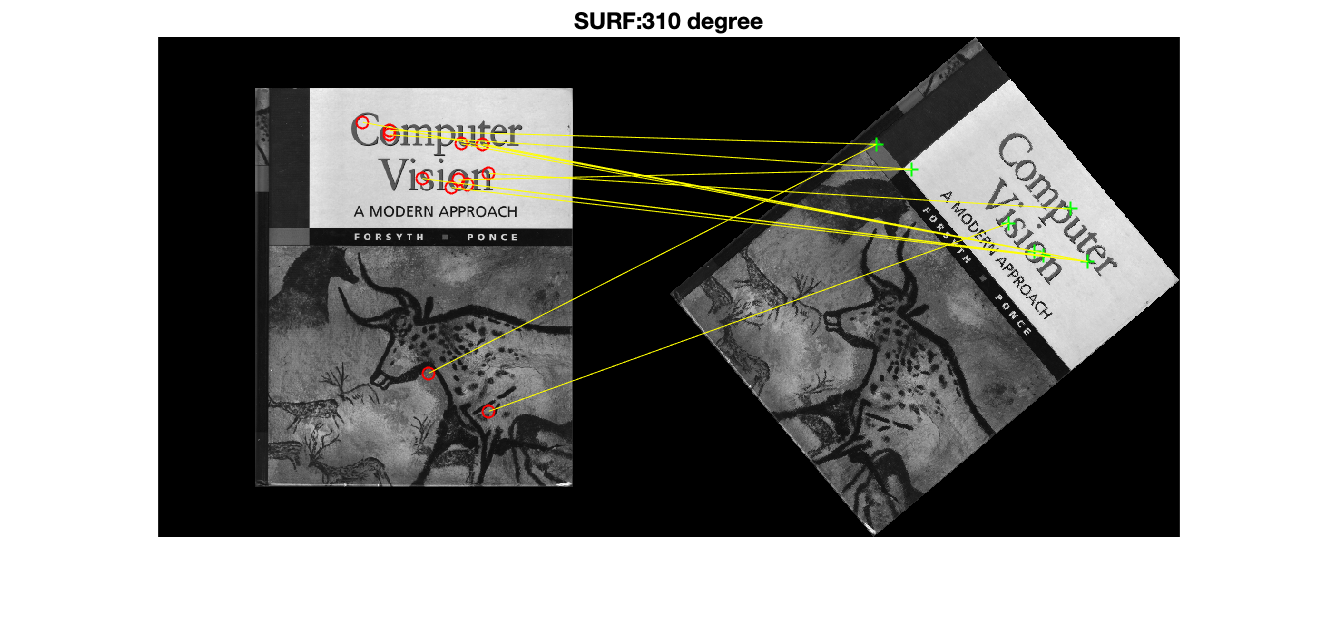 SURF:310 degree
Computer
Vision
A MODERN APPROACH
FORSYTH PONCE
Computer
Vision
A MODERN APPROACH
FORSYTH PONCE